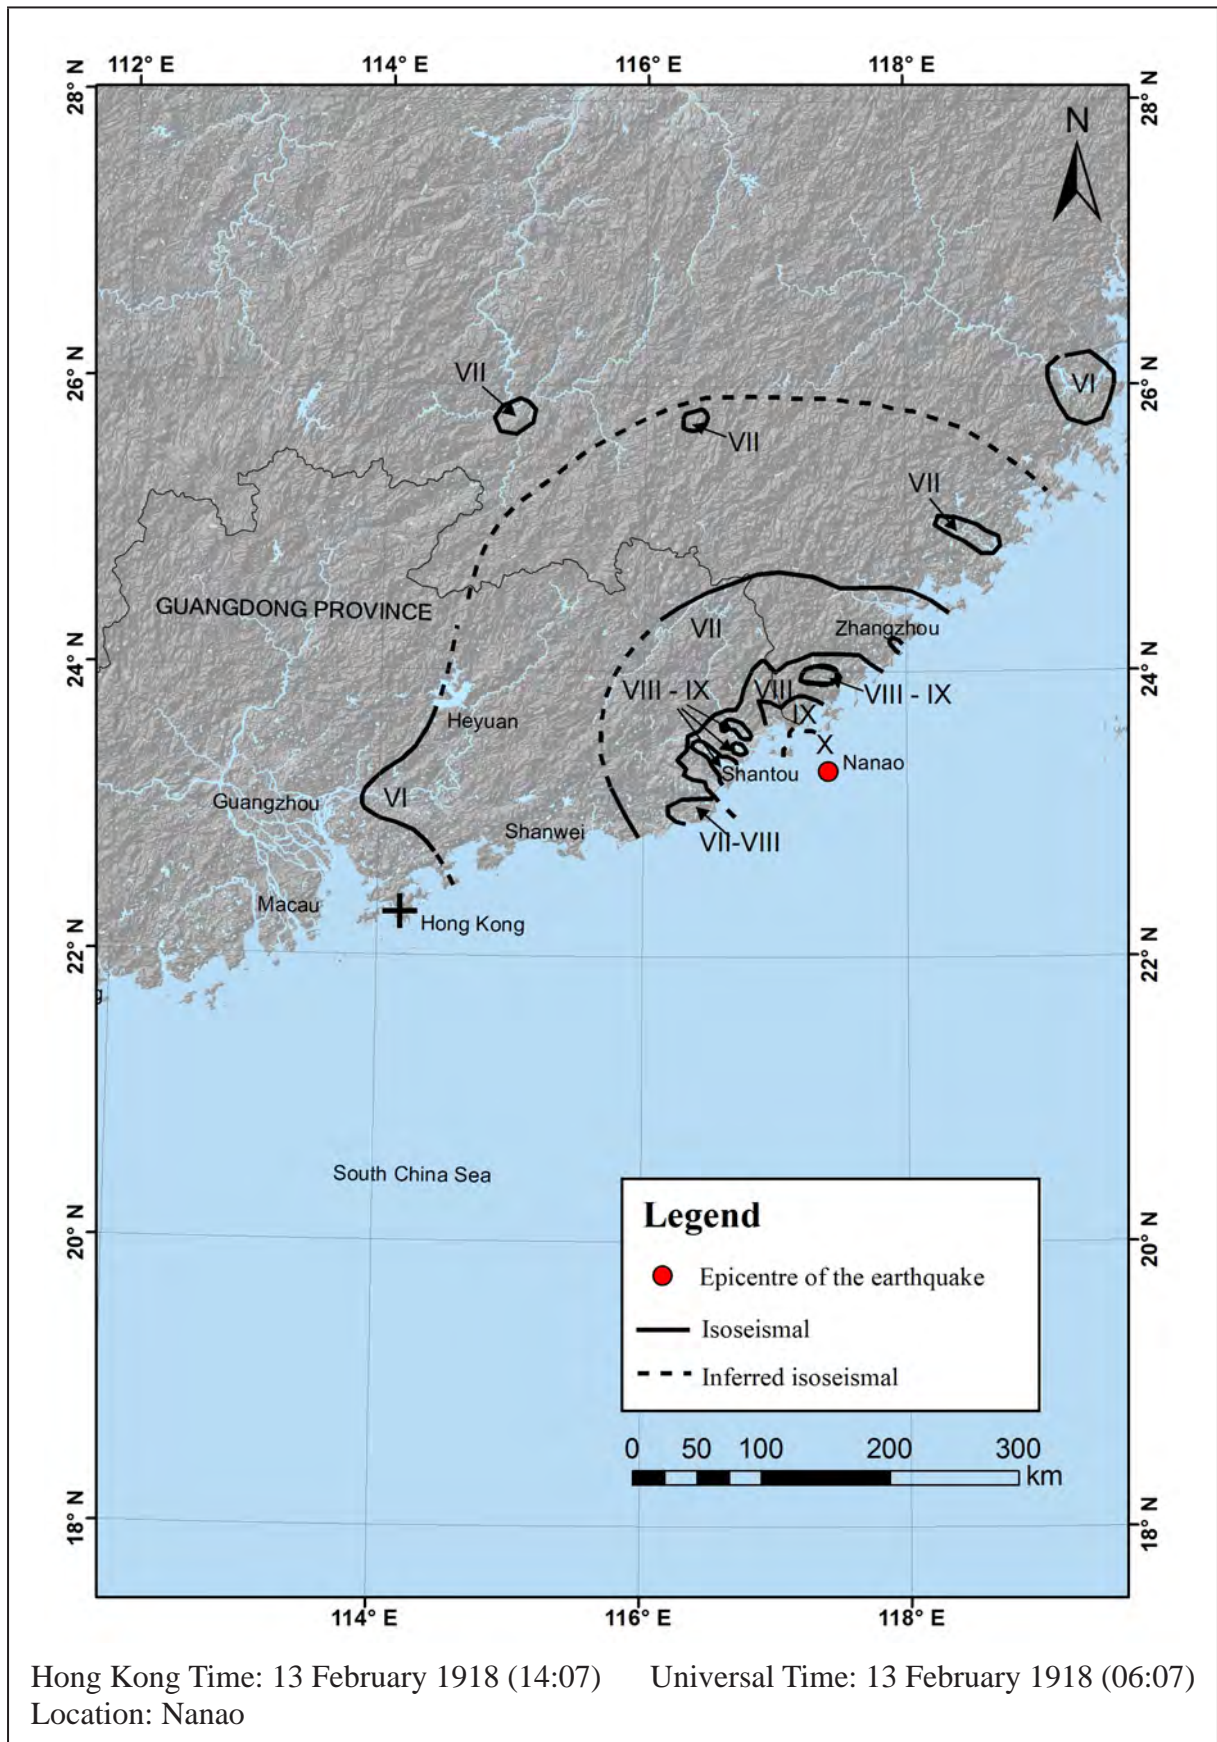 112° E 114° E 116° E 118° E
28° N 28° N
N
26° N 26° N
VII
VI
VII
VII
GUANGDONG PROVINCE
VII
Zhangzhou
24° N 24° N
VIII - IX VIII VIII - IX
IX
Heyuan
X
Nanao
Shantou
Guangzhou VI
Shanwei
VII-VIII
Macau
Hong Kong
22° N 22° N
g
South China Sea
20° N 20° N
Legend
Epicentre of the earthquake
Isoseismal
Inferred isoseismal
0 50 100 200 300
km
18° N 18° N
114° E 116° E 118° E
Hong Kong Time: 13 February 1918 (14:07) Universal Time: 13 February 1918 (06:07)
Location: Nanao